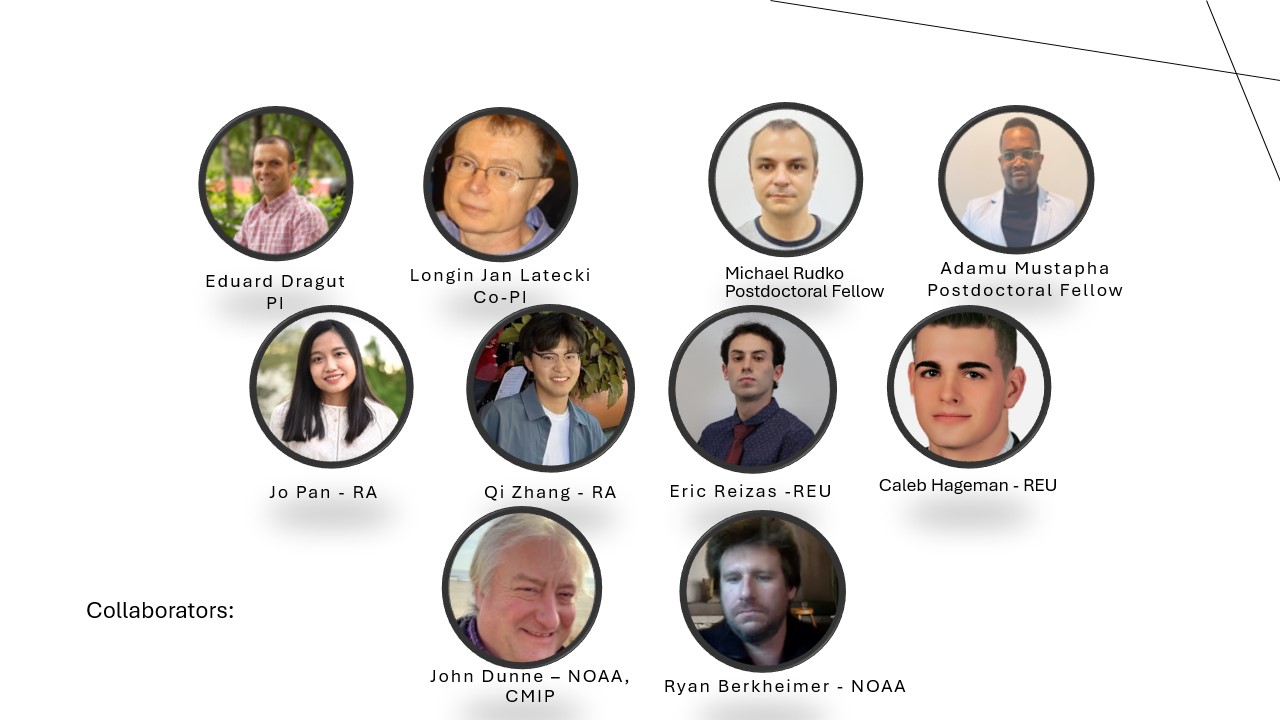 Eduard Dragut
PI
Longin Jan Latecki
Co-PI
Michael Rudko
Postdoctoral Fellow
Adamu Mustapha
Postdoctoral Fellow
Jo Pan - RA
Qi Zhang - RA
Eric Reizas -REU
Caleb Hageman - REU
Collaborators:
John Dunne – NOAA,
CMIP
Ryan Berkheimer - NOAA